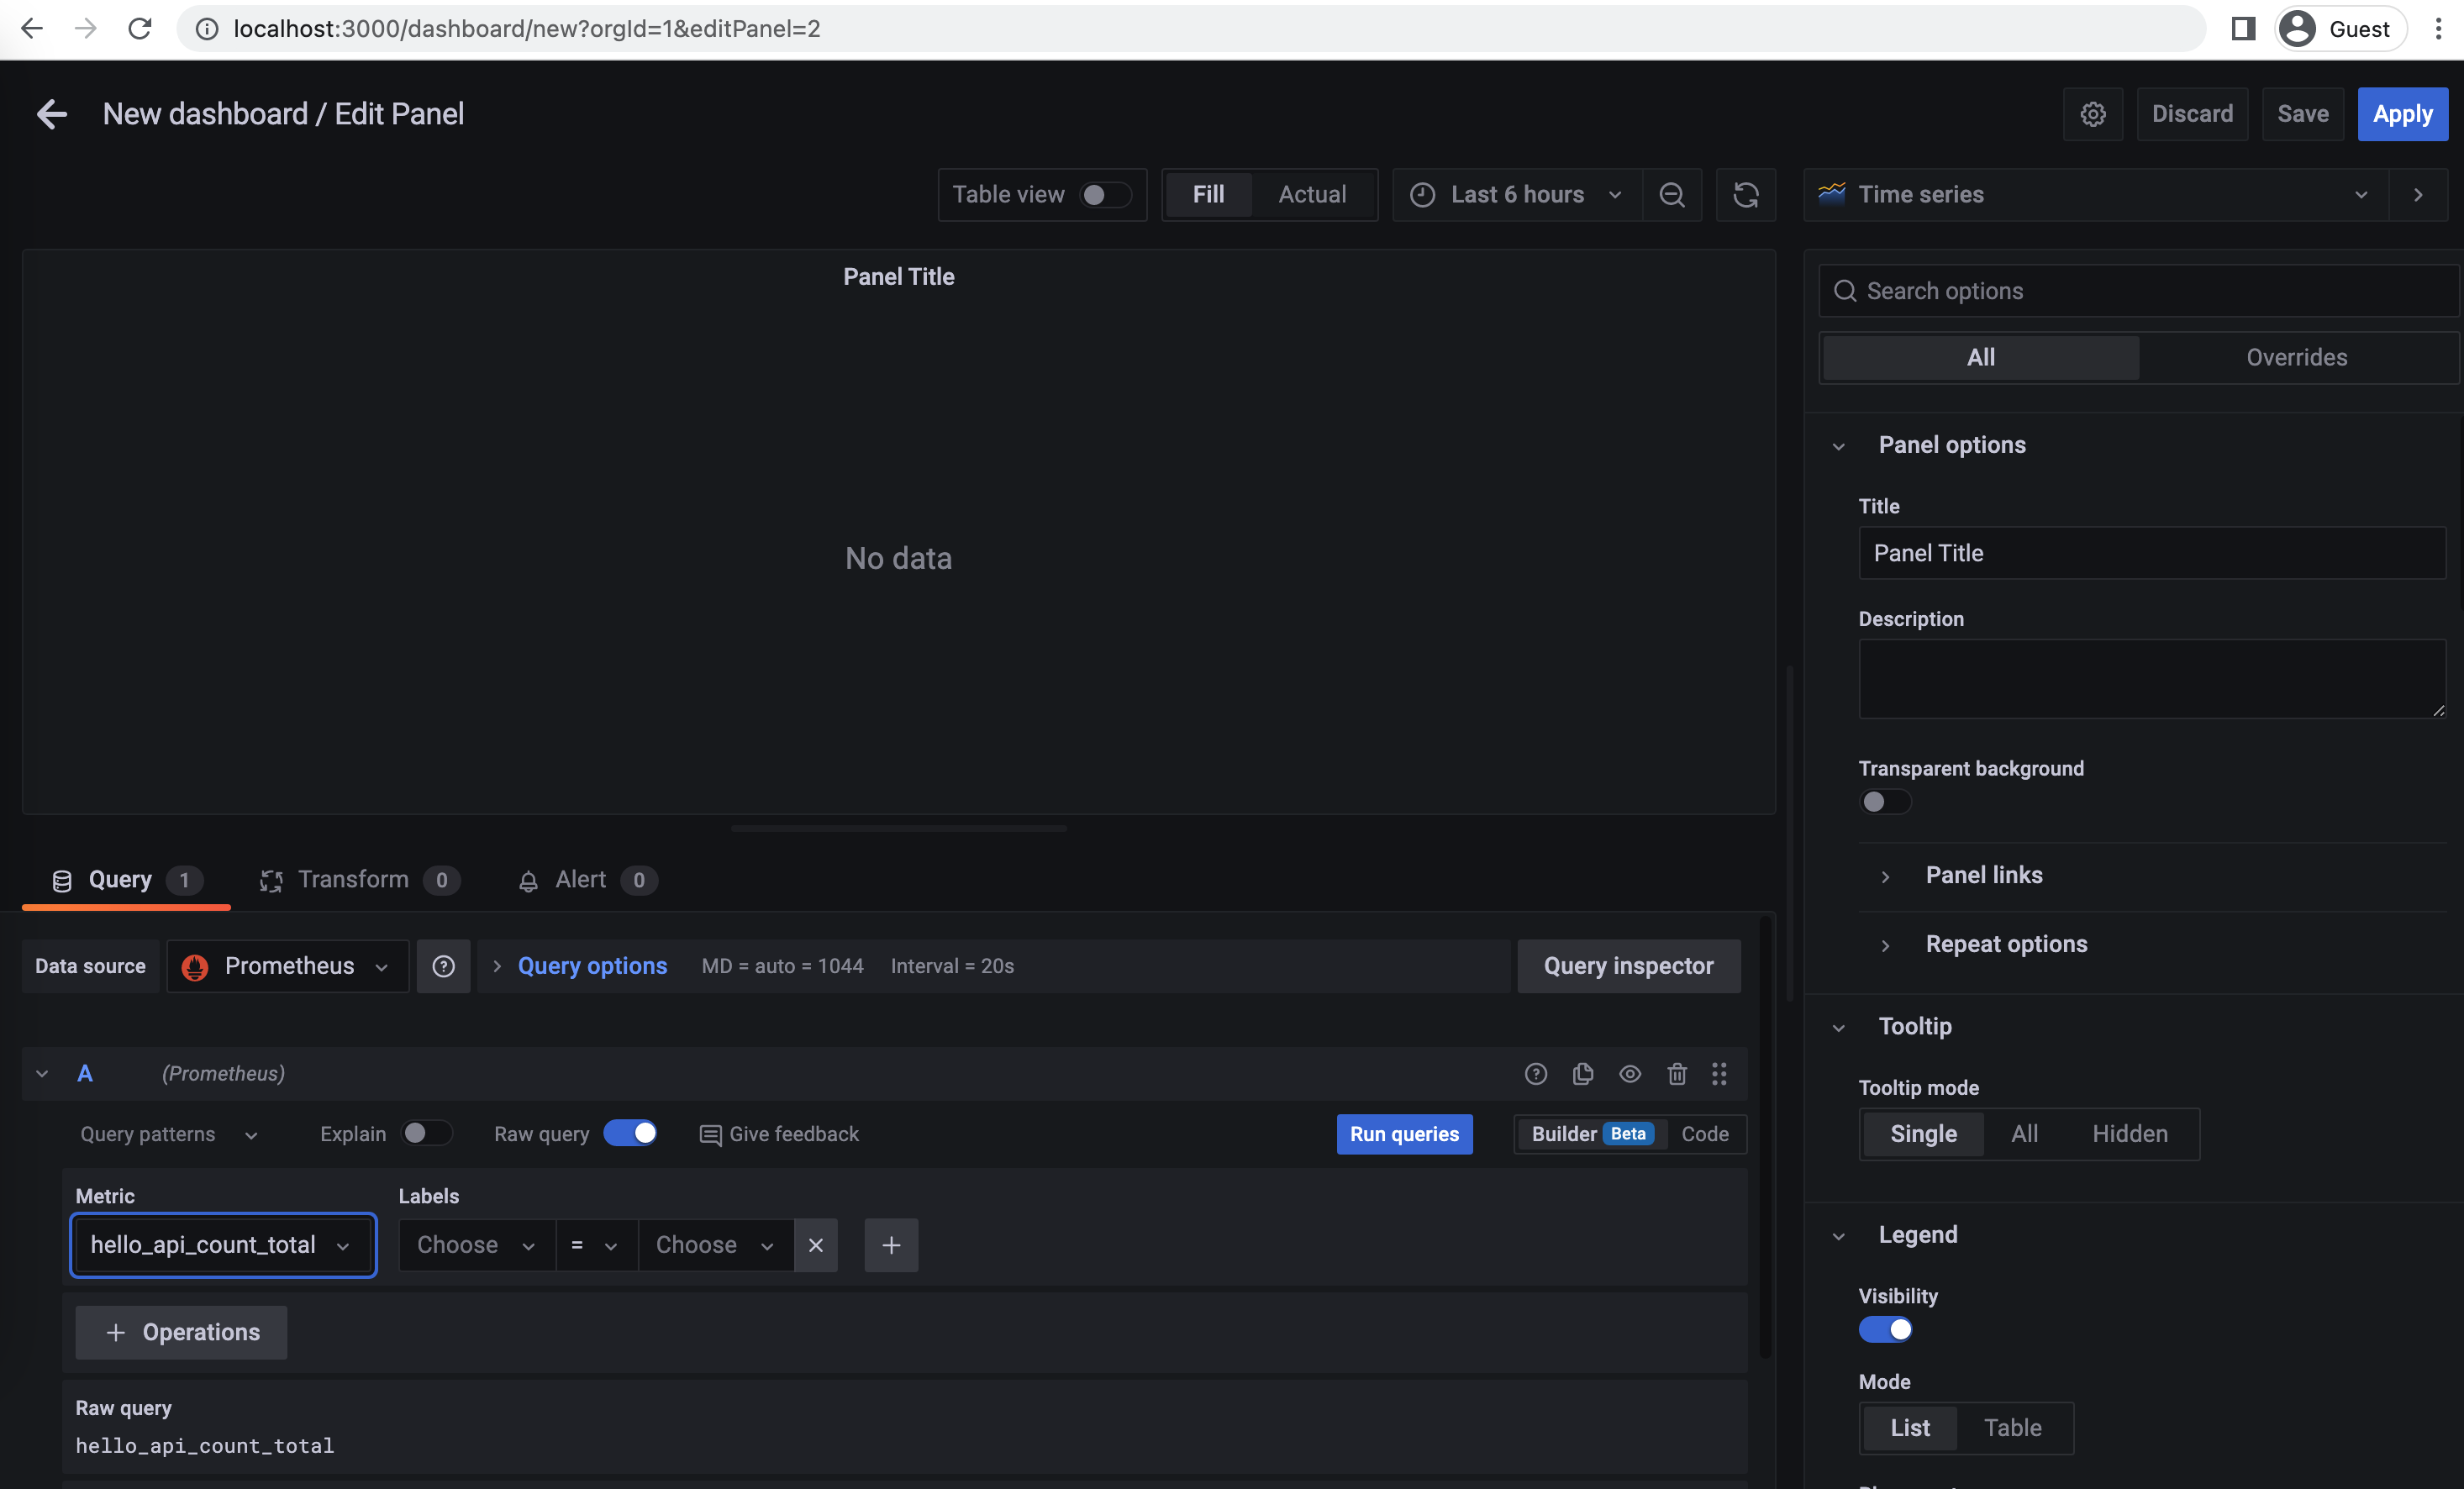 localhost:3000/dashboard/new?orgId=1&editPanel=2
Guest
New dashboard / Edit Panel
Discard
Save
Apply
Table view
Fill
Actual
Last 6 hours
Time series
Panel Title
No data
Search options
All
Overrides
Panel options
Title
Panel Title
Description
Transparent background
Panel links
Repeat options
Tooltip
Tooltip mode
Single
All
Hidden
Legend
Visibility
Mode
List
Table
Query 1
Transform 0
Alert 0
Data source
Prometheus
Query options
MD = auto = 1044
Interval = 20s
Query inspector
A
(Prometheus)
Query patterns
Explain
Raw query
Give feedback
Run queries
Builder Beta
Code
Metric
Labels
hello_api_count_total
Choose
=
Choose
+ Operations
Raw query
hello_api_count_total